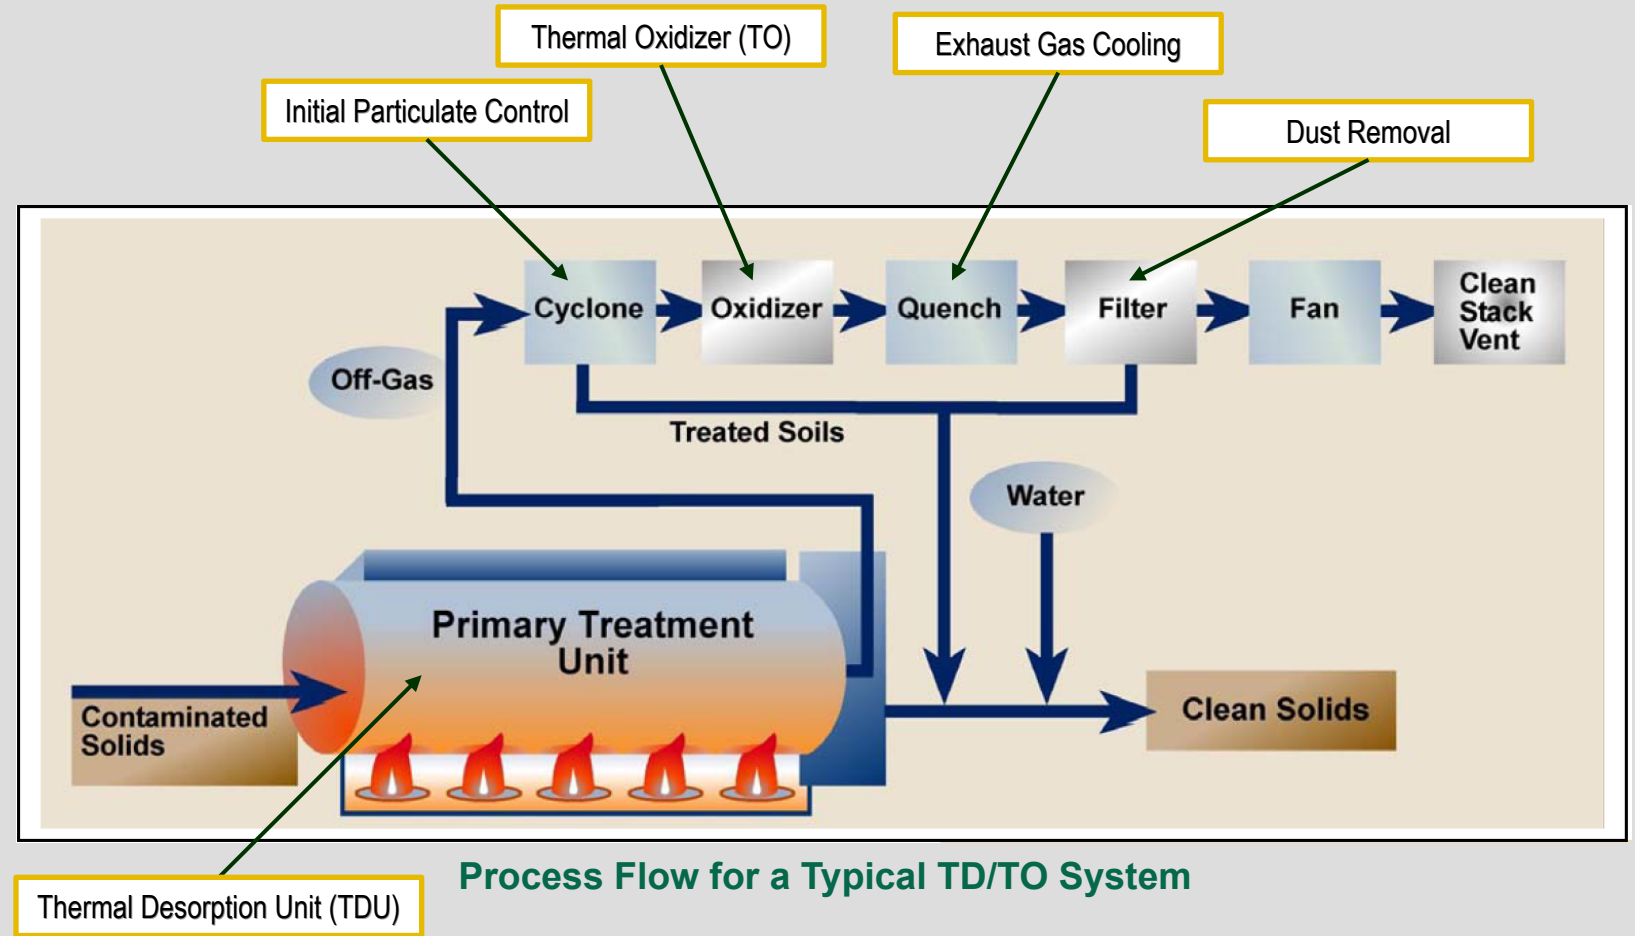 Thermal Oxidizer (TO)
Exhaust Gas Cooling
Initial Particulate Control
Dust Removal
Cyclone
Oxidizer
Quench
Filter
Fan
Clean
Stack
Vent
Off-Gas
Treated Soils
Water
Primary Treatment
Unit
Contaminated
Solids
Clean Solids
Process Flow for a Typical TD/TO System
Thermal Desorption Unit (TDU)